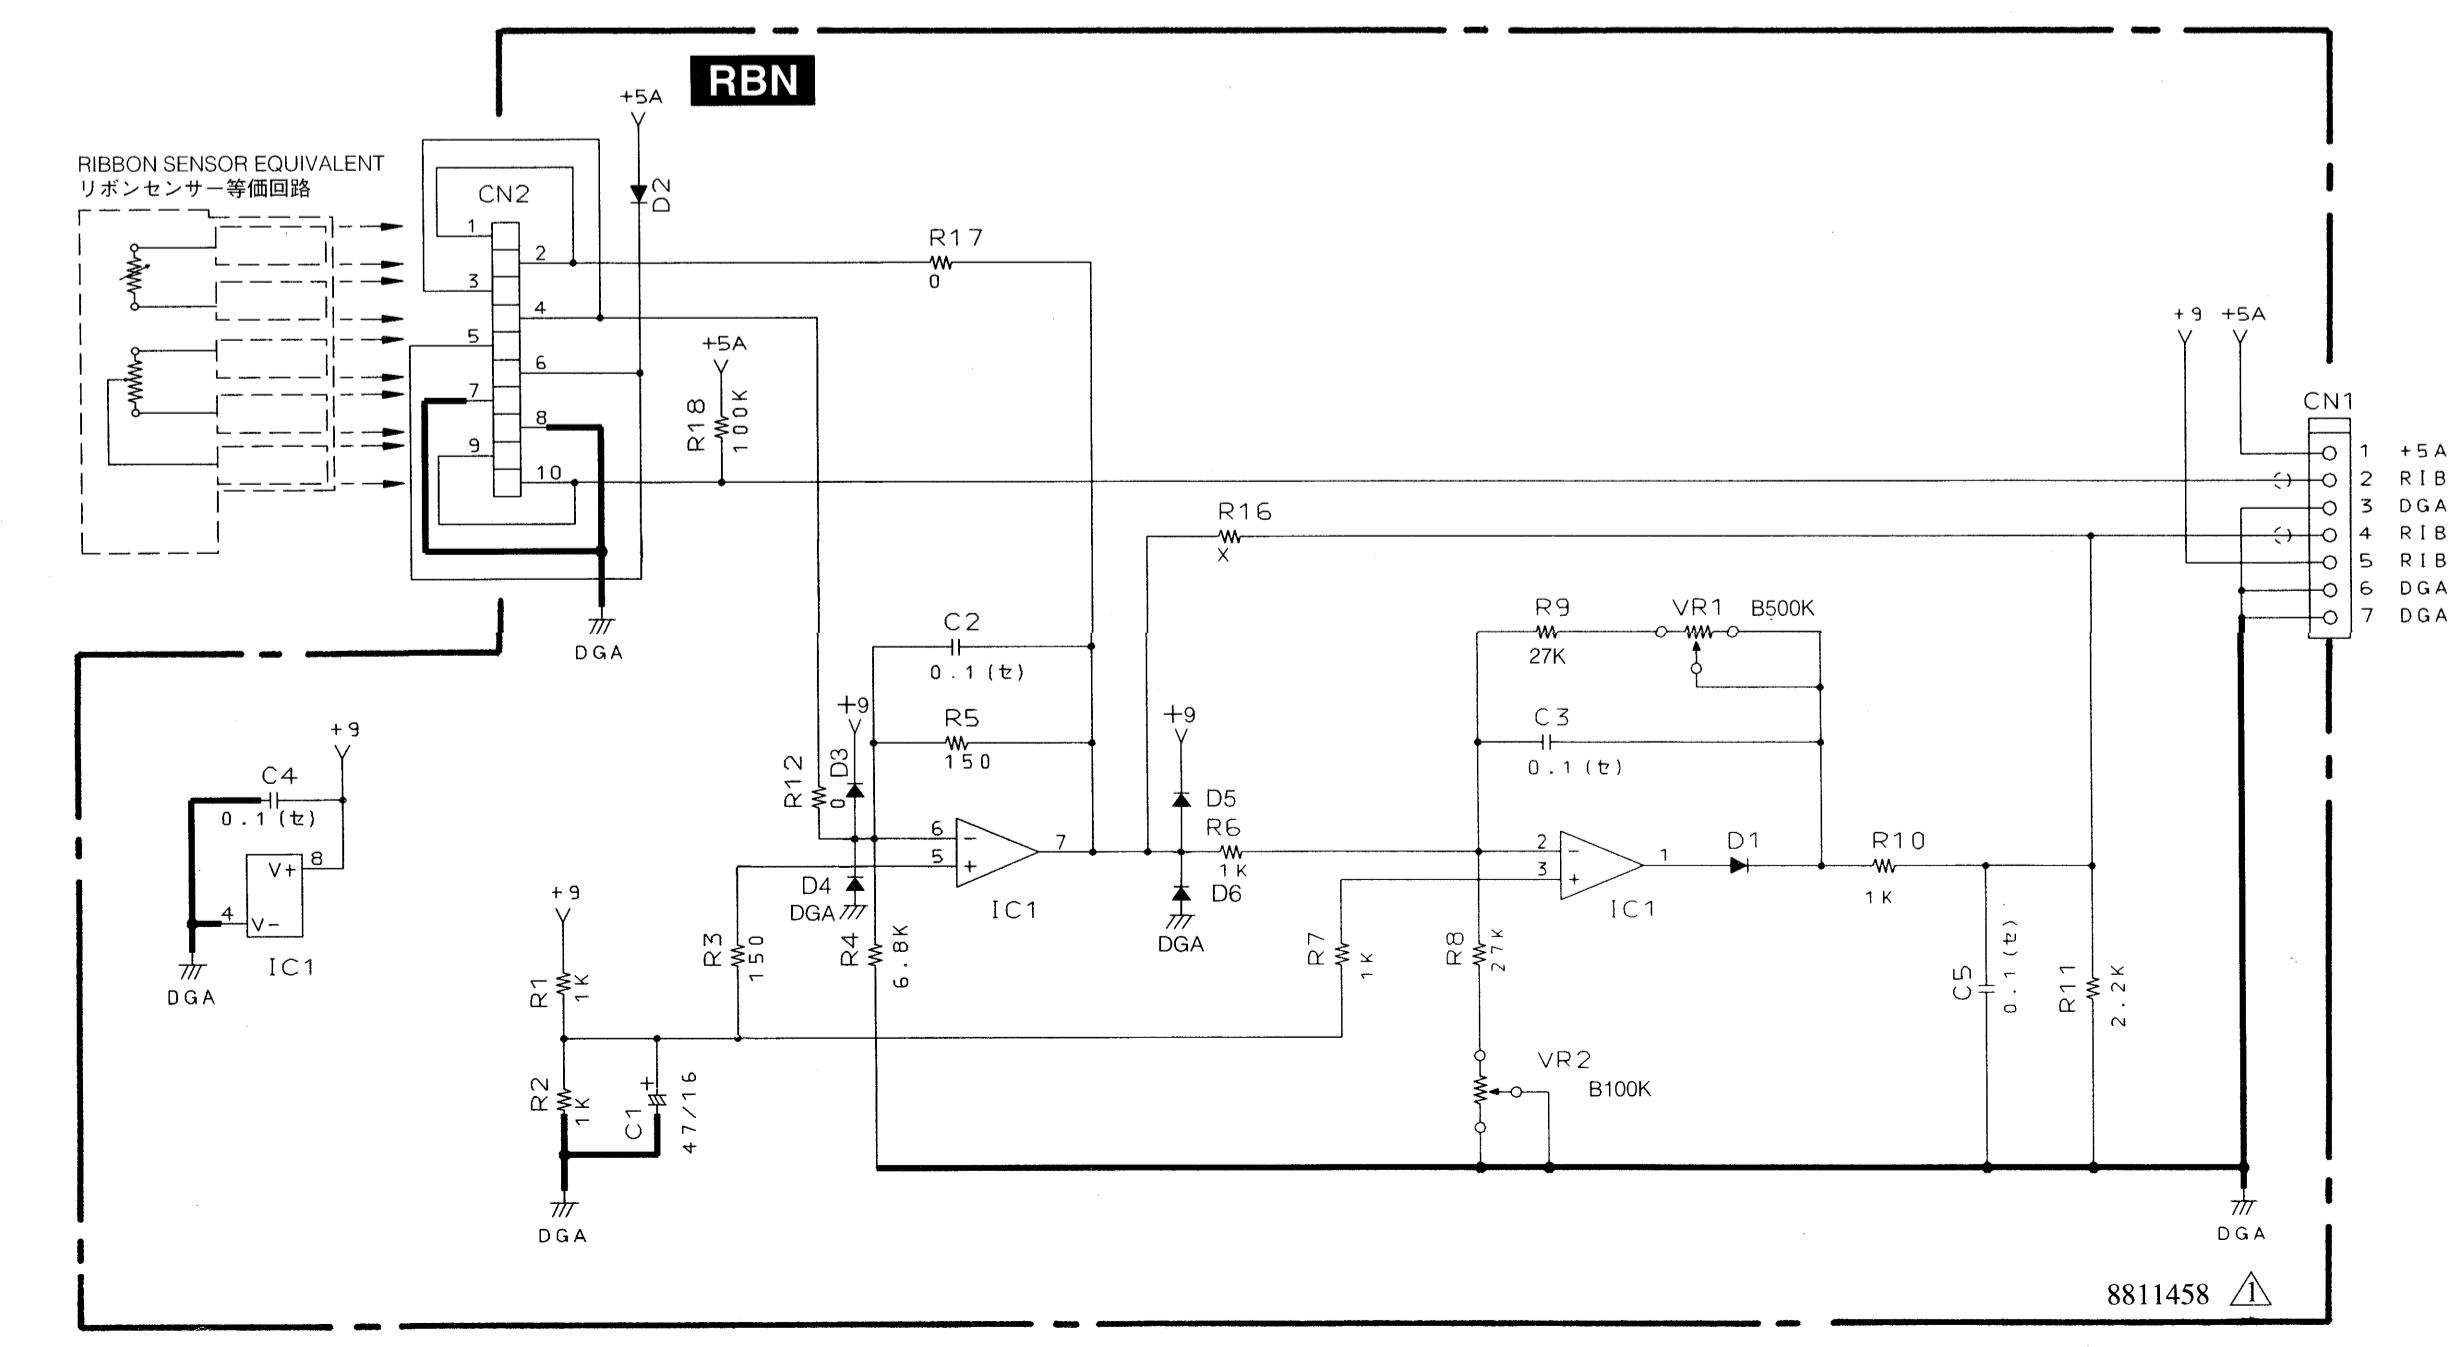 RBN
+5A
RIBBON SENSOR EQUIVALENT
リボンセンサー等価回路
D2
CN2
1
2
3
4
5
6
7
8
9
10
R17
0
+5A
R18
100K
DGA
+9 +5A
CN1
1 +5A
2 RIB
3 DGA
4 RIB
5 RIB
6 DGA
7 DGA
R16
X
C2
0.1(セ)
R9
27K
VR1 B500K
+9
R5
150
+9
C3
0.1(セ)
+9
C4
0.1(セ)
V+
8
4
V-
IC1
DGA
R12
0
D3
6
-
5
+
7
IC1
D4
DGA
D5
R6
1K
D6
DGA
2
-
3
+
1
IC1
D1
R10
1K
+9
R1
1K
R3
150
R4
6.8K
R7
1K
R8
27K
C5
0.1(セ)
R11
2.2K
R2
1K
C1
+
47/16
VR2
B100K
DGA
DGA
8811458 1